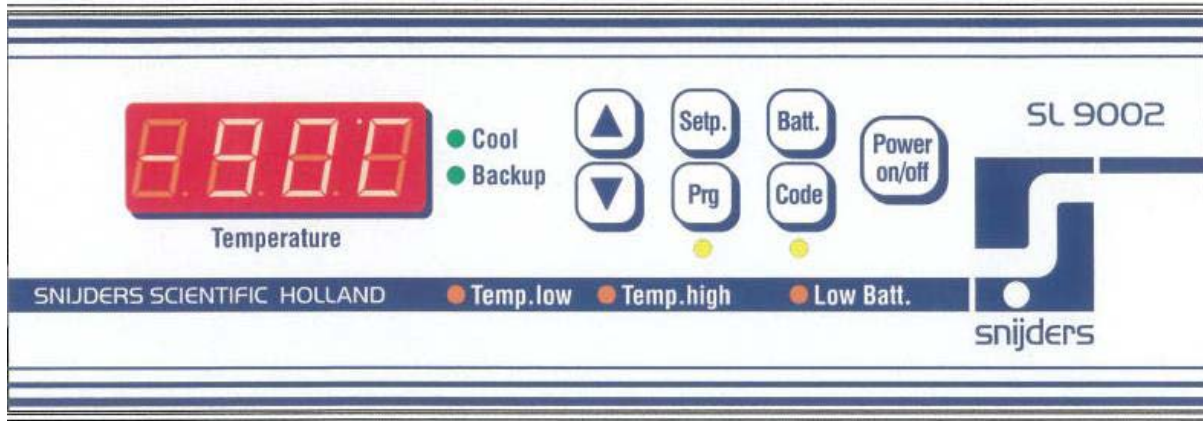 -90°C
Cool
Backup
Temperature
Setp.
Batt.
Prg
Code
Power
on/off
SL 9002
SNIJDERS SCIENTIFIC HOLLAND
Temp.low
Temp.high
Low Batt.
snijders